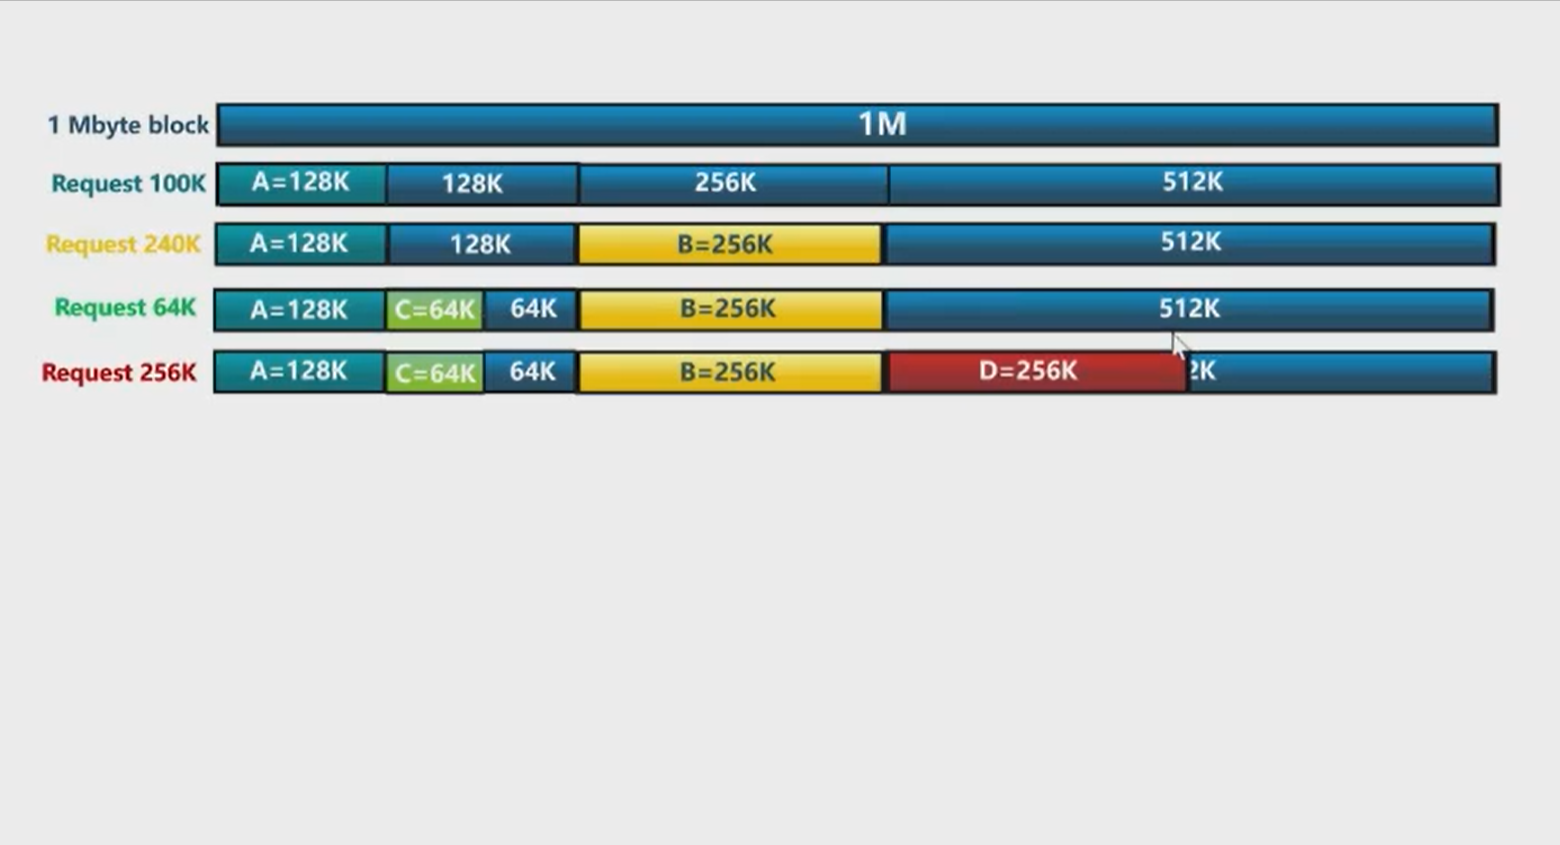 1 Mbyte block 1M
Request 100K A=128K 128K 256K 512K
Request 240K A=128K 128K B=256K 512K
Request 64K A=128K C=64K 64K B=256K 512K
Request 256K A=128K C=64K 64K B=256K D=256K 2K